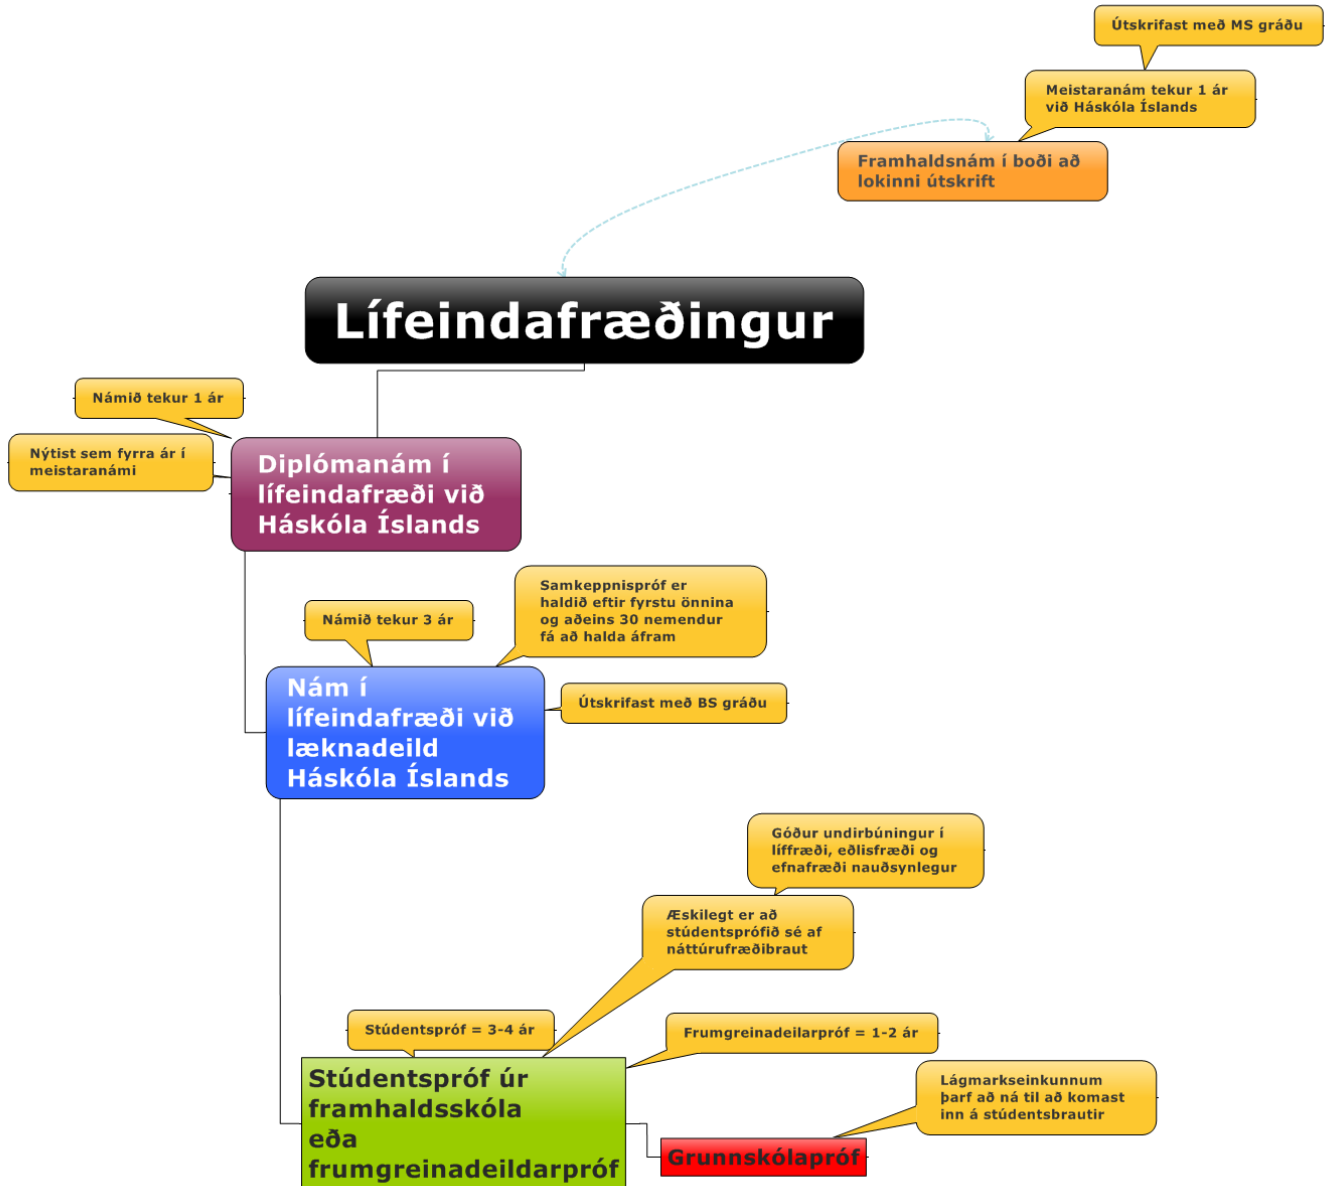 Útskrifast með MS gráðu
Meistaranám tekur 1 ár
við Háskóla Íslands
Framhaldsnám í boði að
lokinni útskrift
Lífeindafræðingur
Námið tekur 1 ár
Nýtist sem fyrra ár í
meistaranámi
Diplómanám í
lífeindafræði við
Háskóla Íslands
Samkeppnispróf er
haldið eftir fyrstu önnina
og aðeins 30 nemendur
fá að halda áfram
Námið tekur 3 ár
Nám í
lífeindafræði við
læknadeild
Háskóla Íslands
Útskrifast með BS gráðu
Góður undirbúningur í
líffræði, eðlisfræði og
efnafræði nauðsynlegur
Æskilegt er að
stúdentsprófið sé af
náttúrufræðibraut
Stúdentspróf = 3-4 ár
Frumgreinadeilarpróf = 1-2 ár
Stúdentspróf úr
framhaldsskóla
eða
frumgreinadeildarpróf
Lágmarkseinkunnum
þarf að ná til að komast
inn á stúdentsbrautir
Grunnskólapróf